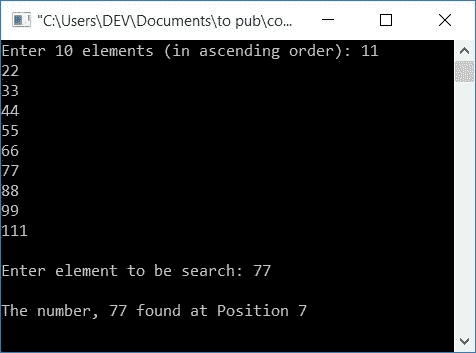 "C:\Users\DEV\Documents\to pub\co...
Enter 10 elements (in ascending order): 11
22
33
44
55
66
77
88
99
111
Enter element to be search: 77
The number, 77 found at Position 7